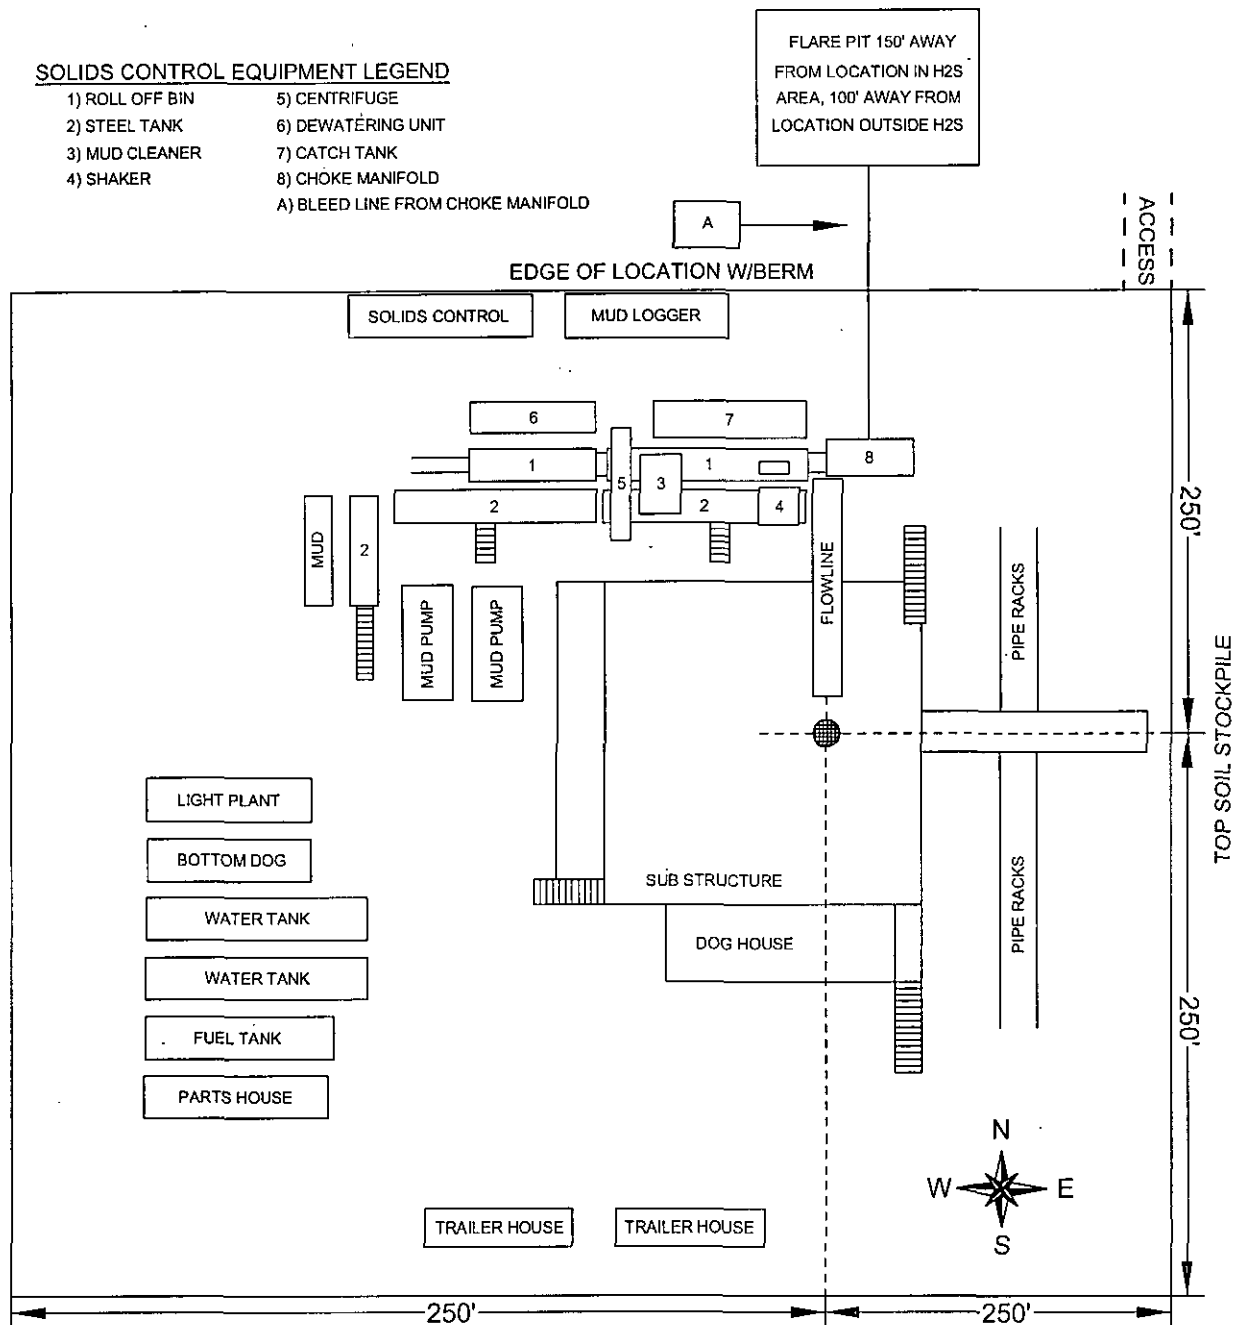 SOLIDS CONTROL EQUIPMENT LEGEND
1) ROLL OFF BIN
2) STEEL TANK
3) MUD CLEANER
4) SHAKER
5) CENTRIFUGE
6) DEWATERING UNIT
7) CATCH TANK
8) CHOKE MANIFOLD
A) BLEED LINE FROM CHOKE MANIFOLD
FLARE PIT 150' AWAY
FROM LOCATION IN H2S
AREA, 100' AWAY FROM
LOCATION OUTSIDE H2S
A
ACCESS
EDGE OF LOCATION W/BERM
SOLIDS CONTROL
MUD LOGGER
6
7
1
1
8
5
3
2
2
4
MUD
2
MUD PUMP
MUD PUMP
FLOWLINE
PIPE RACKS
250'
TOP SOIL STOCKPILE
LIGHT PLANT
BOTTOM DOG
WATER TANK
WATER TANK
FUEL TANK
PARTS HOUSE
SUB STRUCTURE
DOG HOUSE
PIPE RACKS
250'
N
W
E
S
TRAILER HOUSE
TRAILER HOUSE
250'
250'